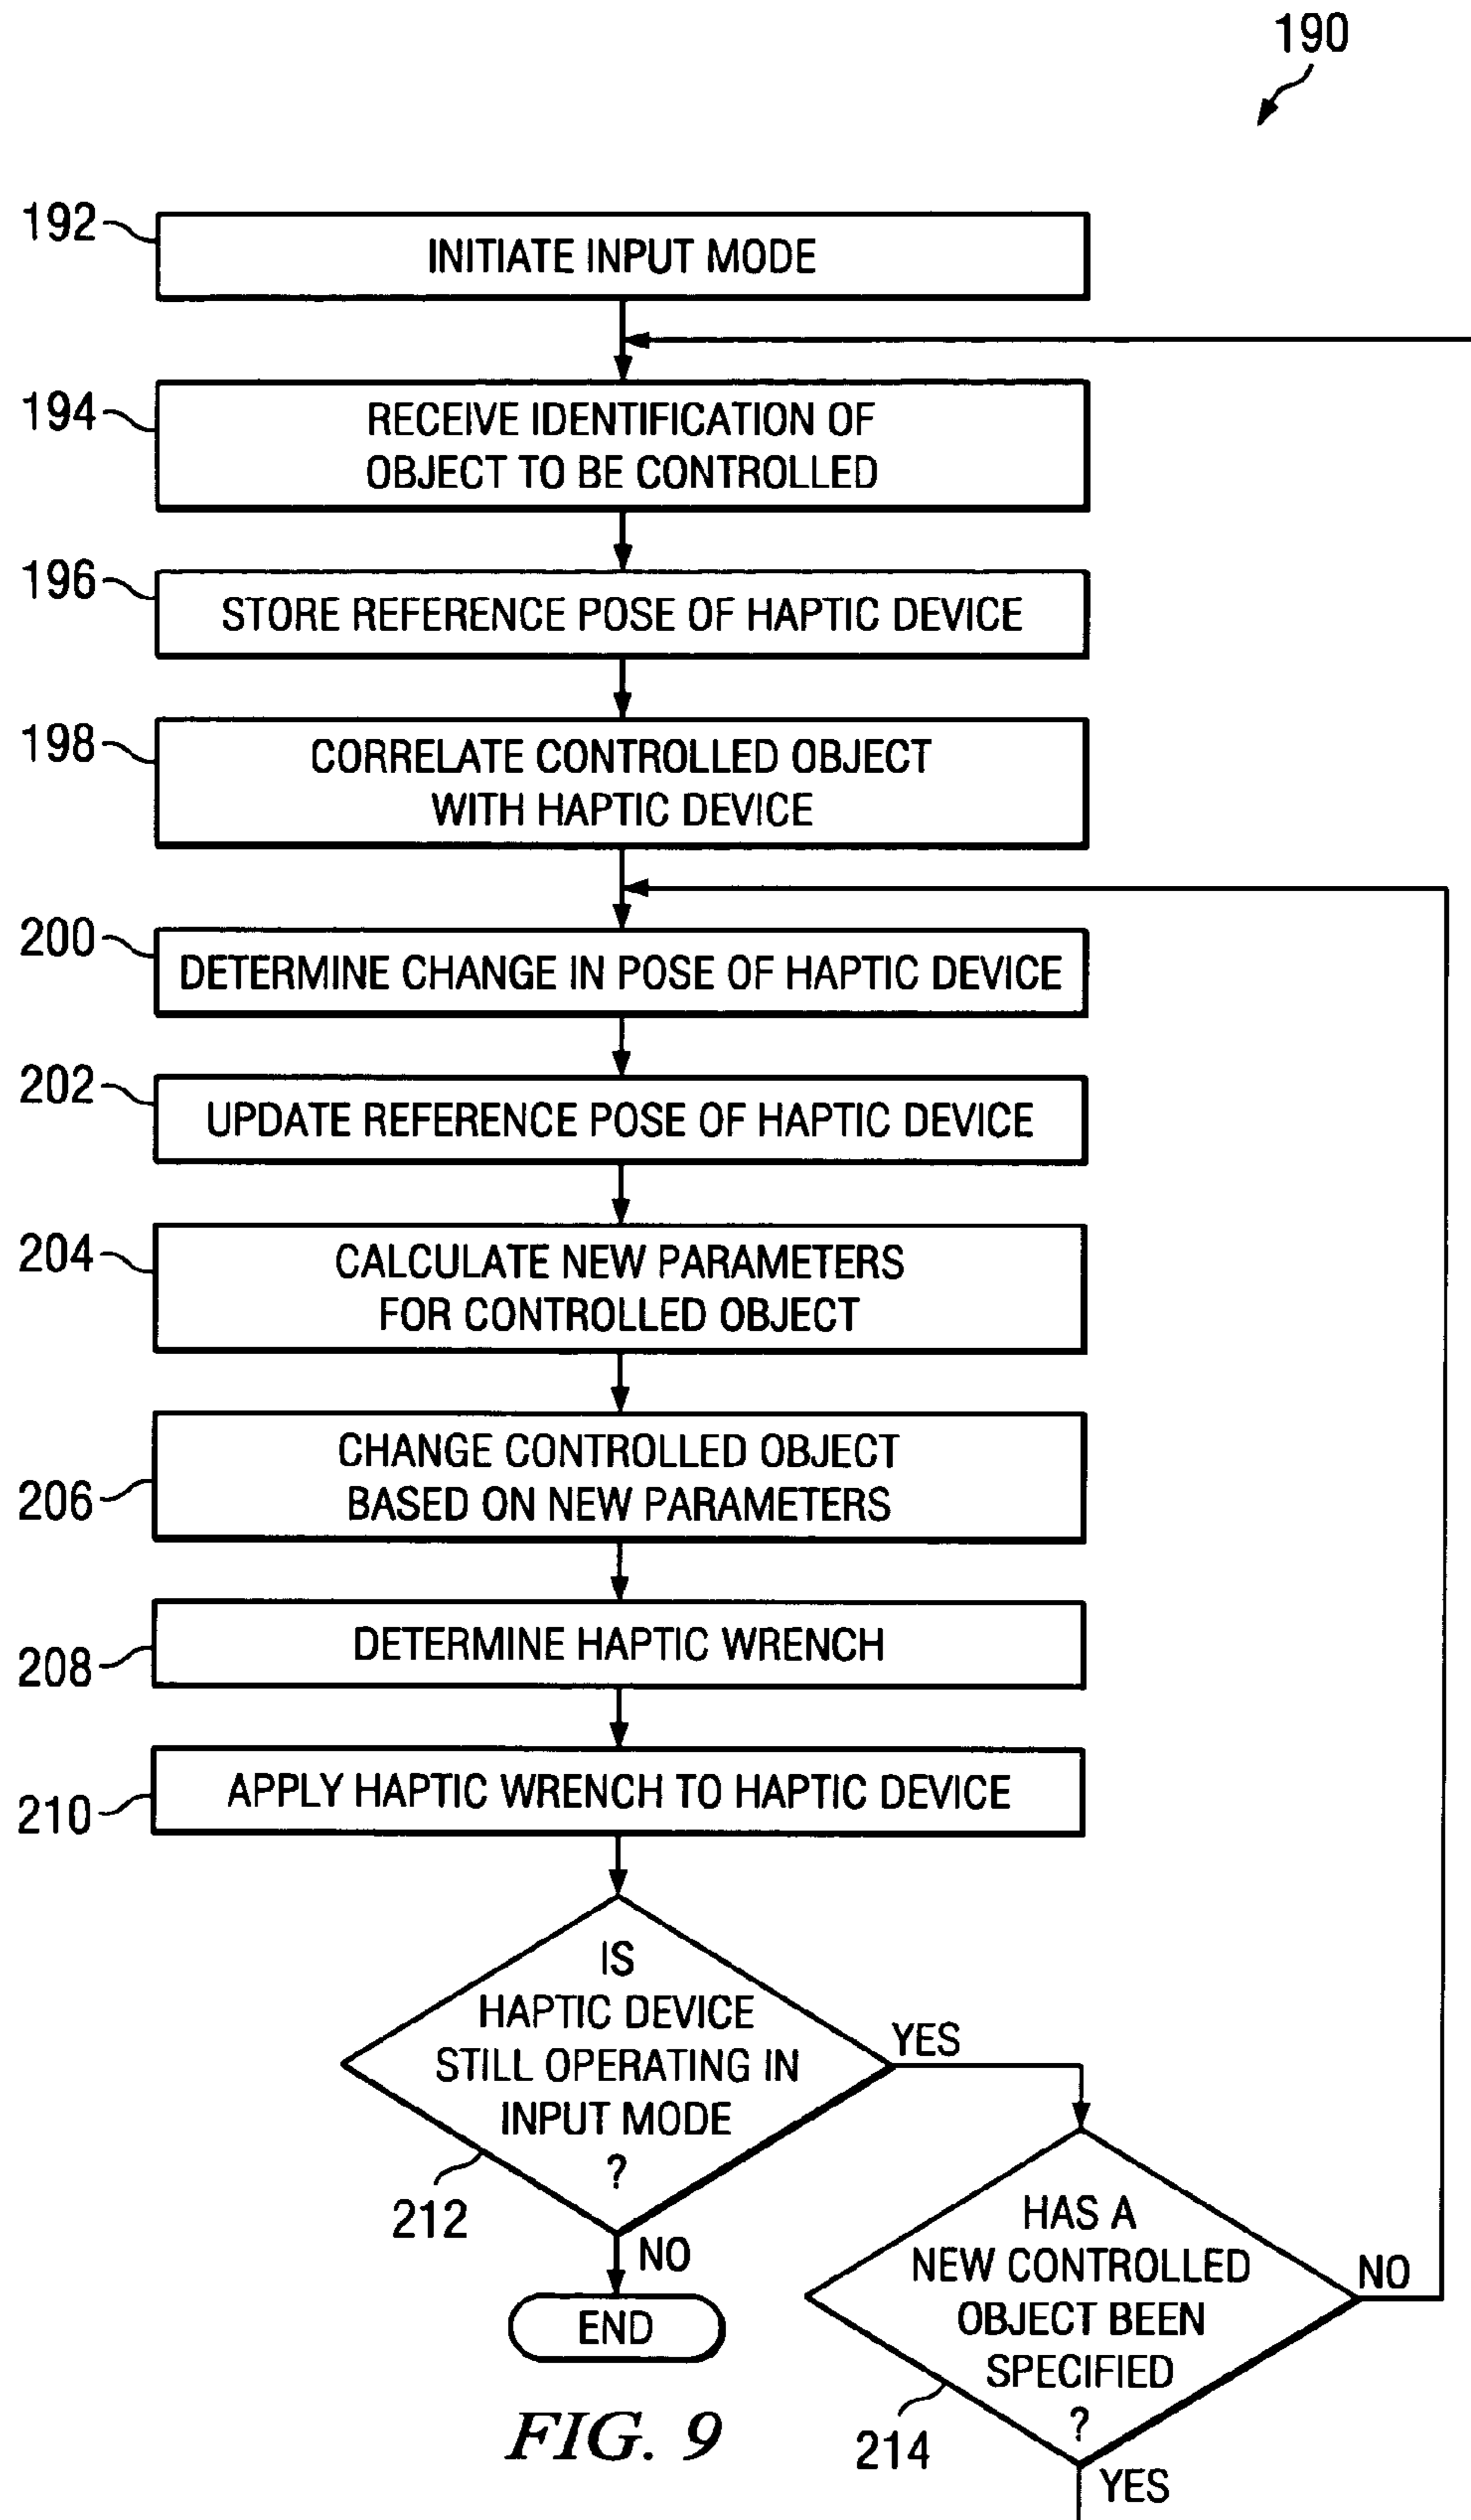 190
192
INITIATE INPUT MODE
194
RECEIVE IDENTIFICATION OF
OBJECT TO BE CONTROLLED
196
STORE REFERENCE POSE OF HAPTIC DEVICE
198
CORRELATE CONTROLLED OBJECT
WITH HAPTIC DEVICE
200
DETERMINE CHANGE IN POSE OF HAPTIC DEVICE
202
UPDATE REFERENCE POSE OF HAPTIC DEVICE
204
CALCULATE NEW PARAMETERS
FOR CONTROLLED OBJECT
206
CHANGE CONTROLLED OBJECT
BASED ON NEW PARAMETERS
208
DETERMINE HAPTIC WRENCH
210
APPLY HAPTIC WRENCH TO HAPTIC DEVICE
IS
HAPTIC DEVICE
STILL OPERATING IN
INPUT MODE
?
YES
212
NO
END
HAS A
NEW CONTROLLED
OBJECT BEEN
SPECIFIED
?
NO
214
YES
FIG. 9